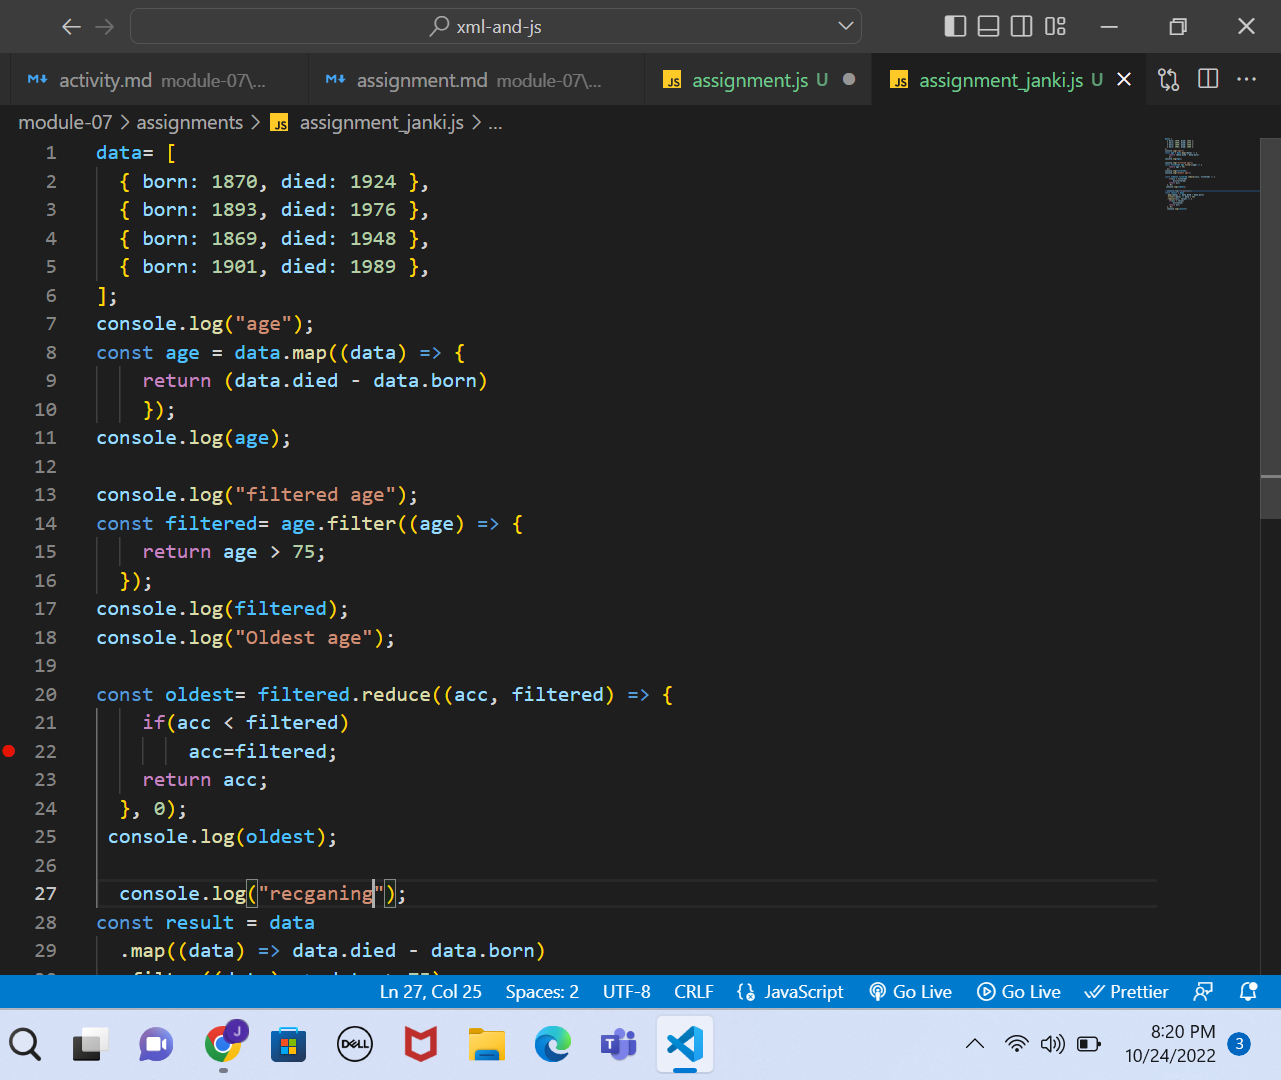 xml-and-js
activity.md module-07\...
assignment.md module-07\...
JS assignment.js U
JS assignment_janki.js U
module-07 > assignments > JS assignment_janki.js > ...
1 data= [
2 { born: 1870, died: 1924 },
3 { born: 1893, died: 1976 },
4 { born: 1869, died: 1948 },
5 { born: 1901, died: 1989 },
6 ];
7 console.log("age");
8 const age = data.map((data) => {
9 return (data.died - data.born)
10 });
11 console.log(age);
12
13 console.log("filtered age");
14 const filtered= age.filter((age) => {
15 return age > 75;
16 });
17 console.log(filtered);
18 console.log("Oldest age");
19
20 const oldest= filtered.reduce((acc, filtered) => {
21 if(acc < filtered)
22 acc=filtered;
23 return acc;
24 }, 0);
25 console.log(oldest);
26
27 console.log("recganing");
28 const result = data
29 .map((data) => data.died - data.born)
Ln 27, Col 25 Spaces: 2 UTF-8 CRLF JavaScript Go Live Go Live Prettier
J
DELL
T
8:20 PM
10/24/2022
3